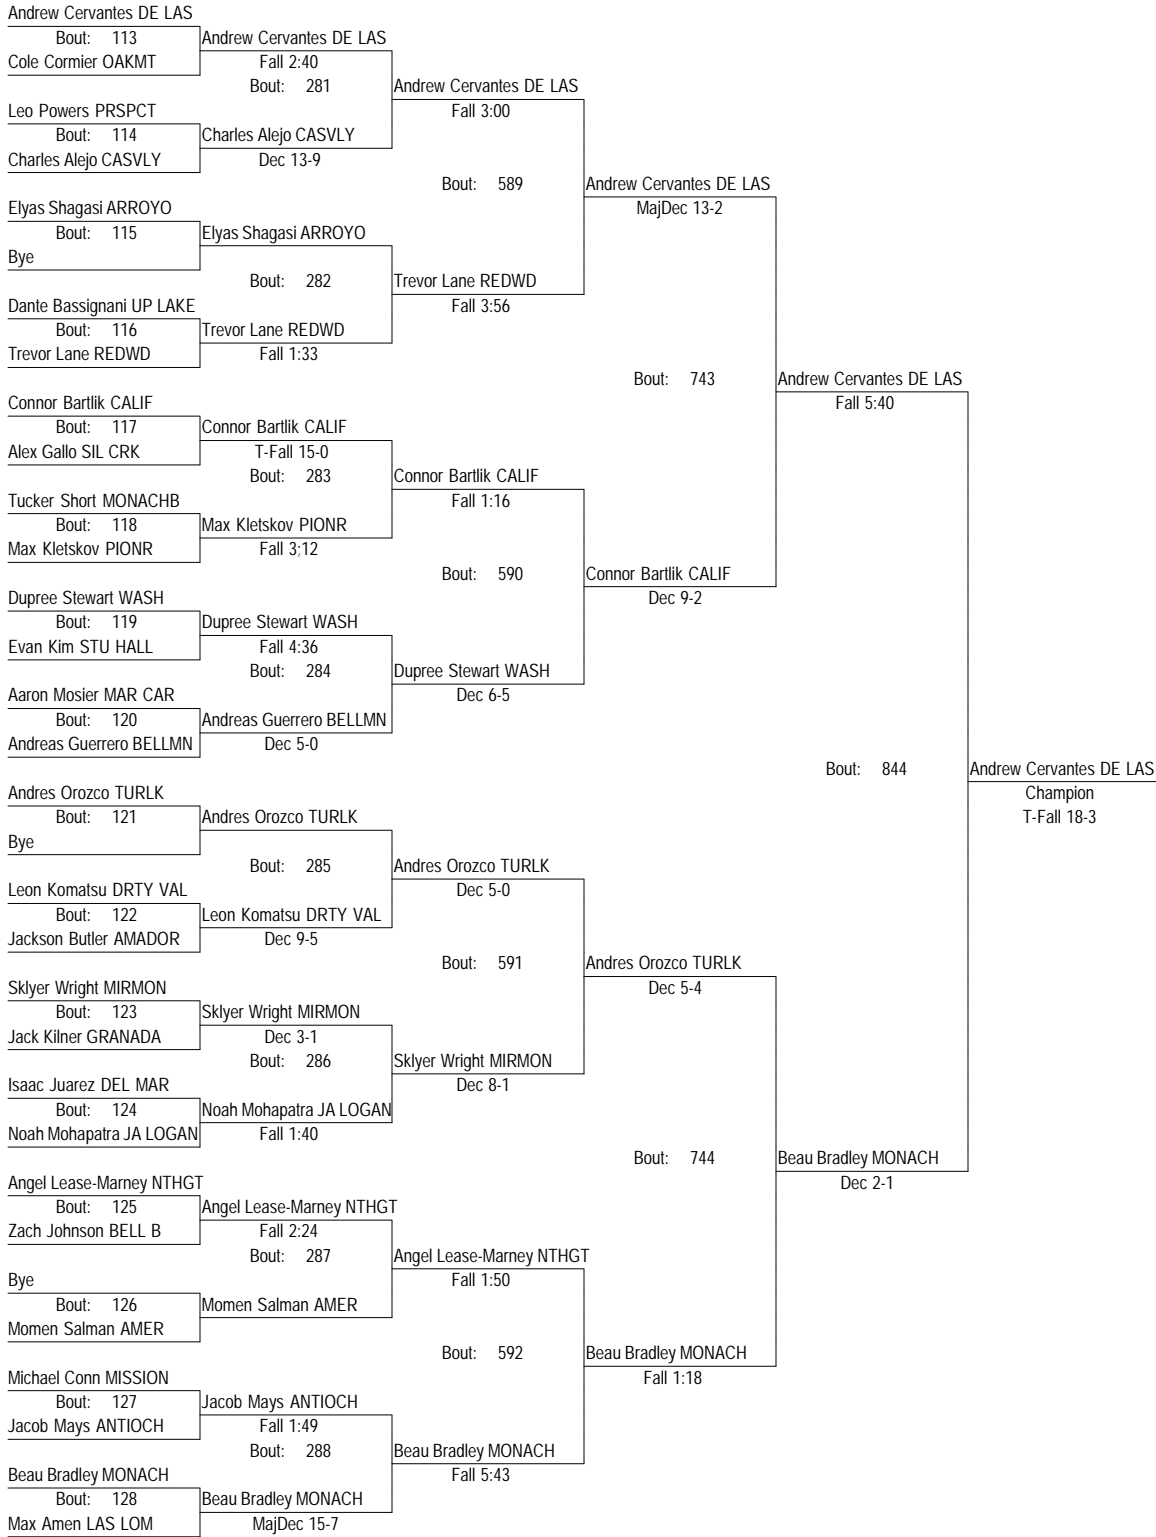 Andrew Cervantes DE LAS
Bout: 113
Andrew Cervantes DE LAS
Cole Cormier OAKMT
Fall 2:40
Bout: 281
Andrew Cervantes DE LAS
Leo Powers PRSPCT
Fall 3:00
Bout: 114
Charles Alejo CASVLY
Charles Alejo CASVLY
Dec 13-9
Bout: 589
Andrew Cervantes DE LAS
Elyas Shagasi ARROYO
MajDec 13-2
Bout: 115
Elyas Shagasi ARROYO
Bye
Bout: 282
Trevor Lane REDWD
Dante Bassignani UP LAKE
Fall 3:56
Bout: 116
Trevor Lane REDWD
Trevor Lane REDWD
Fall 1:33
Bout: 743
Andrew Cervantes DE LAS
Connor Bartlik CALIF
Fall 5:40
Bout: 117
Connor Bartlik CALIF
Alex Gallo SIL CRK
T-Fall 15-0
Bout: 283
Connor Bartlik CALIF
Tucker Short MONACHB
Fall 1:16
Bout: 118
Max Kletskov PIONR
Max Kletskov PIONR
Fall 3;12
Bout: 590
Connor Bartlik CALIF
Dupree Stewart WASH
Dec 9-2
Bout: 119
Dupree Stewart WASH
Evan Kim STU HALL
Fall 4:36
Bout: 284
Dupree Stewart WASH
Aaron Mosier MAR CAR
Dec 6-5
Bout: 120
Andreas Guerrero BELLMN
Andreas Guerrero BELLMN
Dec 5-0
Bout: 844
Andrew Cervantes DE LAS
Andres Orozco TURLK
Champion
Bout: 121
Andres Orozco TURLK
T-Fall 18-3
Bye
Bout: 285
Andres Orozco TURLK
Leon Komatsu DRTY VAL
Dec 5-0
Bout: 122
Leon Komatsu DRTY VAL
Jackson Butler AMADOR
Dec 9-5
Bout: 591
Andres Orozco TURLK
Sklyer Wright MIRMON
Dec 5-4
Bout: 123
Sklyer Wright MIRMON
Jack Kilner GRANADA
Dec 3-1
Bout: 286
Sklyer Wright MIRMON
Isaac Juarez DEL MAR
Dec 8-1
Bout: 124
Noah Mohapatra JA LOGAN
Noah Mohapatra JA LOGAN
Fall 1:40
Bout: 744
Beau Bradley MONACH
Angel Lease-Marney NTHGT
Dec 2-1
Bout: 125
Angel Lease-Marney NTHGT
Zach Johnson BELL B
Fall 2:24
Bout: 287
Angel Lease-Marney NTHGT
Bye
Fall 1:50
Bout: 126
Momen Salman AMER
Momen Salman AMER
Bout: 592
Beau Bradley MONACH
Michael Conn MISSION
Fall 1:18
Bout: 127
Jacob Mays ANTIOCH
Jacob Mays ANTIOCH
Fall 1:49
Bout: 288
Beau Bradley MONACH
Beau Bradley MONACH
Fall 5:43
Bout: 128
Beau Bradley MONACH
Max Amen LAS LOM
MajDec 15-7